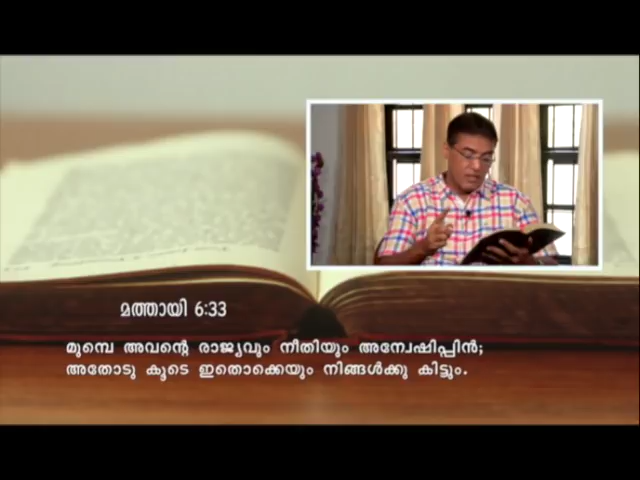 മത്തായി 6:33
മുമ്പെ അവന്റെ രാജ്യവും നീതിയും അന്വേഷിപ്പിൻ;
അതോടു കൂടെ ഇതൊക്കെയും നിങ്ങൾക്കു കിട്ടും.